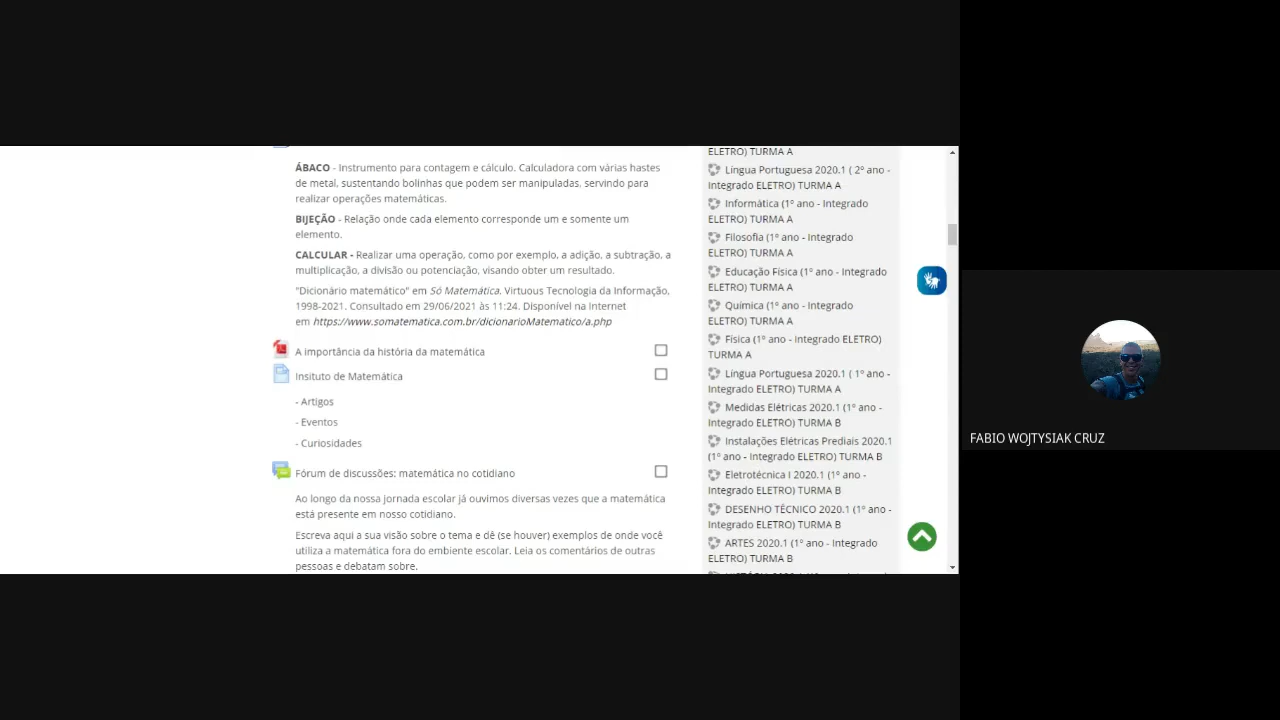 ÁBACO - Instrumento para contagem e cálculo. Calculadora com várias hastes
de metal, sustentando bolinhas que podem ser manipuladas, servindo para
realizar operações matemáticas.
BIJEÇÃO - Relação onde cada elemento corresponde um e somente um
elemento.
CALCULAR - Realizar uma operação, como por exemplo, a adição, a subtração, a
multiplicação, a divisão ou potenciação, visando obter um resultado.
"Dicionário matemático" em Só Matemática. Virtuous Tecnologia da Informação,
1998-2021. Consultado em 29/06/2021 às 11:24. Disponível na Internet
em https://www.somatematica.com.br/dicionarioMatematico/a.php
A importância da história da matemática
Insituto de Matemática
- Artigos
- Eventos
- Curiosidades
Fórum de discussões: matemática no cotidiano
Ao longo da nossa jornada escolar já ouvimos diversas vezes que a matemática
está presente em nosso cotidiano.
Escreva aqui a sua visão sobre o tema e dê (se houver) exemplos de onde você
utiliza a matemática fora do ambiente escolar. Leia os comentários de outras
pessoas e debatam sobre.
ELETRO) TURMA A
Língua Portuguesa 2020.1 ( 2º ano -
Integrado ELETRO) TURMA A
Informática (1º ano - Integrado
ELETRO) TURMA A
Filosofia (1º ano - Integrado
ELETRO) TURMA A
Educação Física (1º ano - Integrado
ELETRO) TURMA A
Química (1º ano - Integrado
ELETRO) TURMA A
Física (1º ano - Integrado ELETRO)
TURMA A
Língua Portuguesa 2020.1 ( 1º ano -
Integrado ELETRO) TURMA A
Medidas Elétricas 2020.1 (1º ano -
Integrado ELETRO) TURMA B
Instalações Elétricas Prediais 2020.1
(1º ano - Integrado ELETRO) TURMA B
Eletrotécnica I 2020.1 (1º ano -
Integrado ELETRO) TURMA B
DESENHO TÉCNICO 2020.1 (1º ano -
Integrado ELETRO) TURMA B
ARTES 2020.1 (1º ano - Integrado
ELETRO) TURMA B
FABIO WOJTYSIAK CRUZ